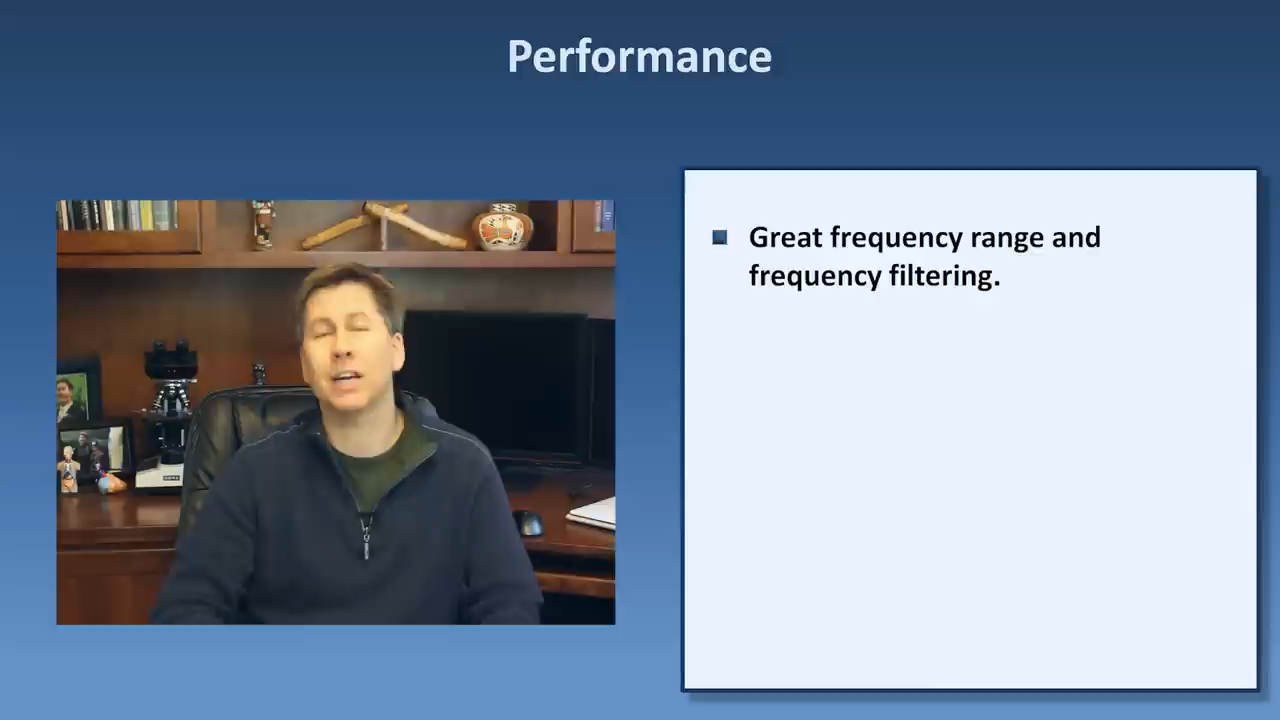 Performance
Great frequency range and
frequency filtering.